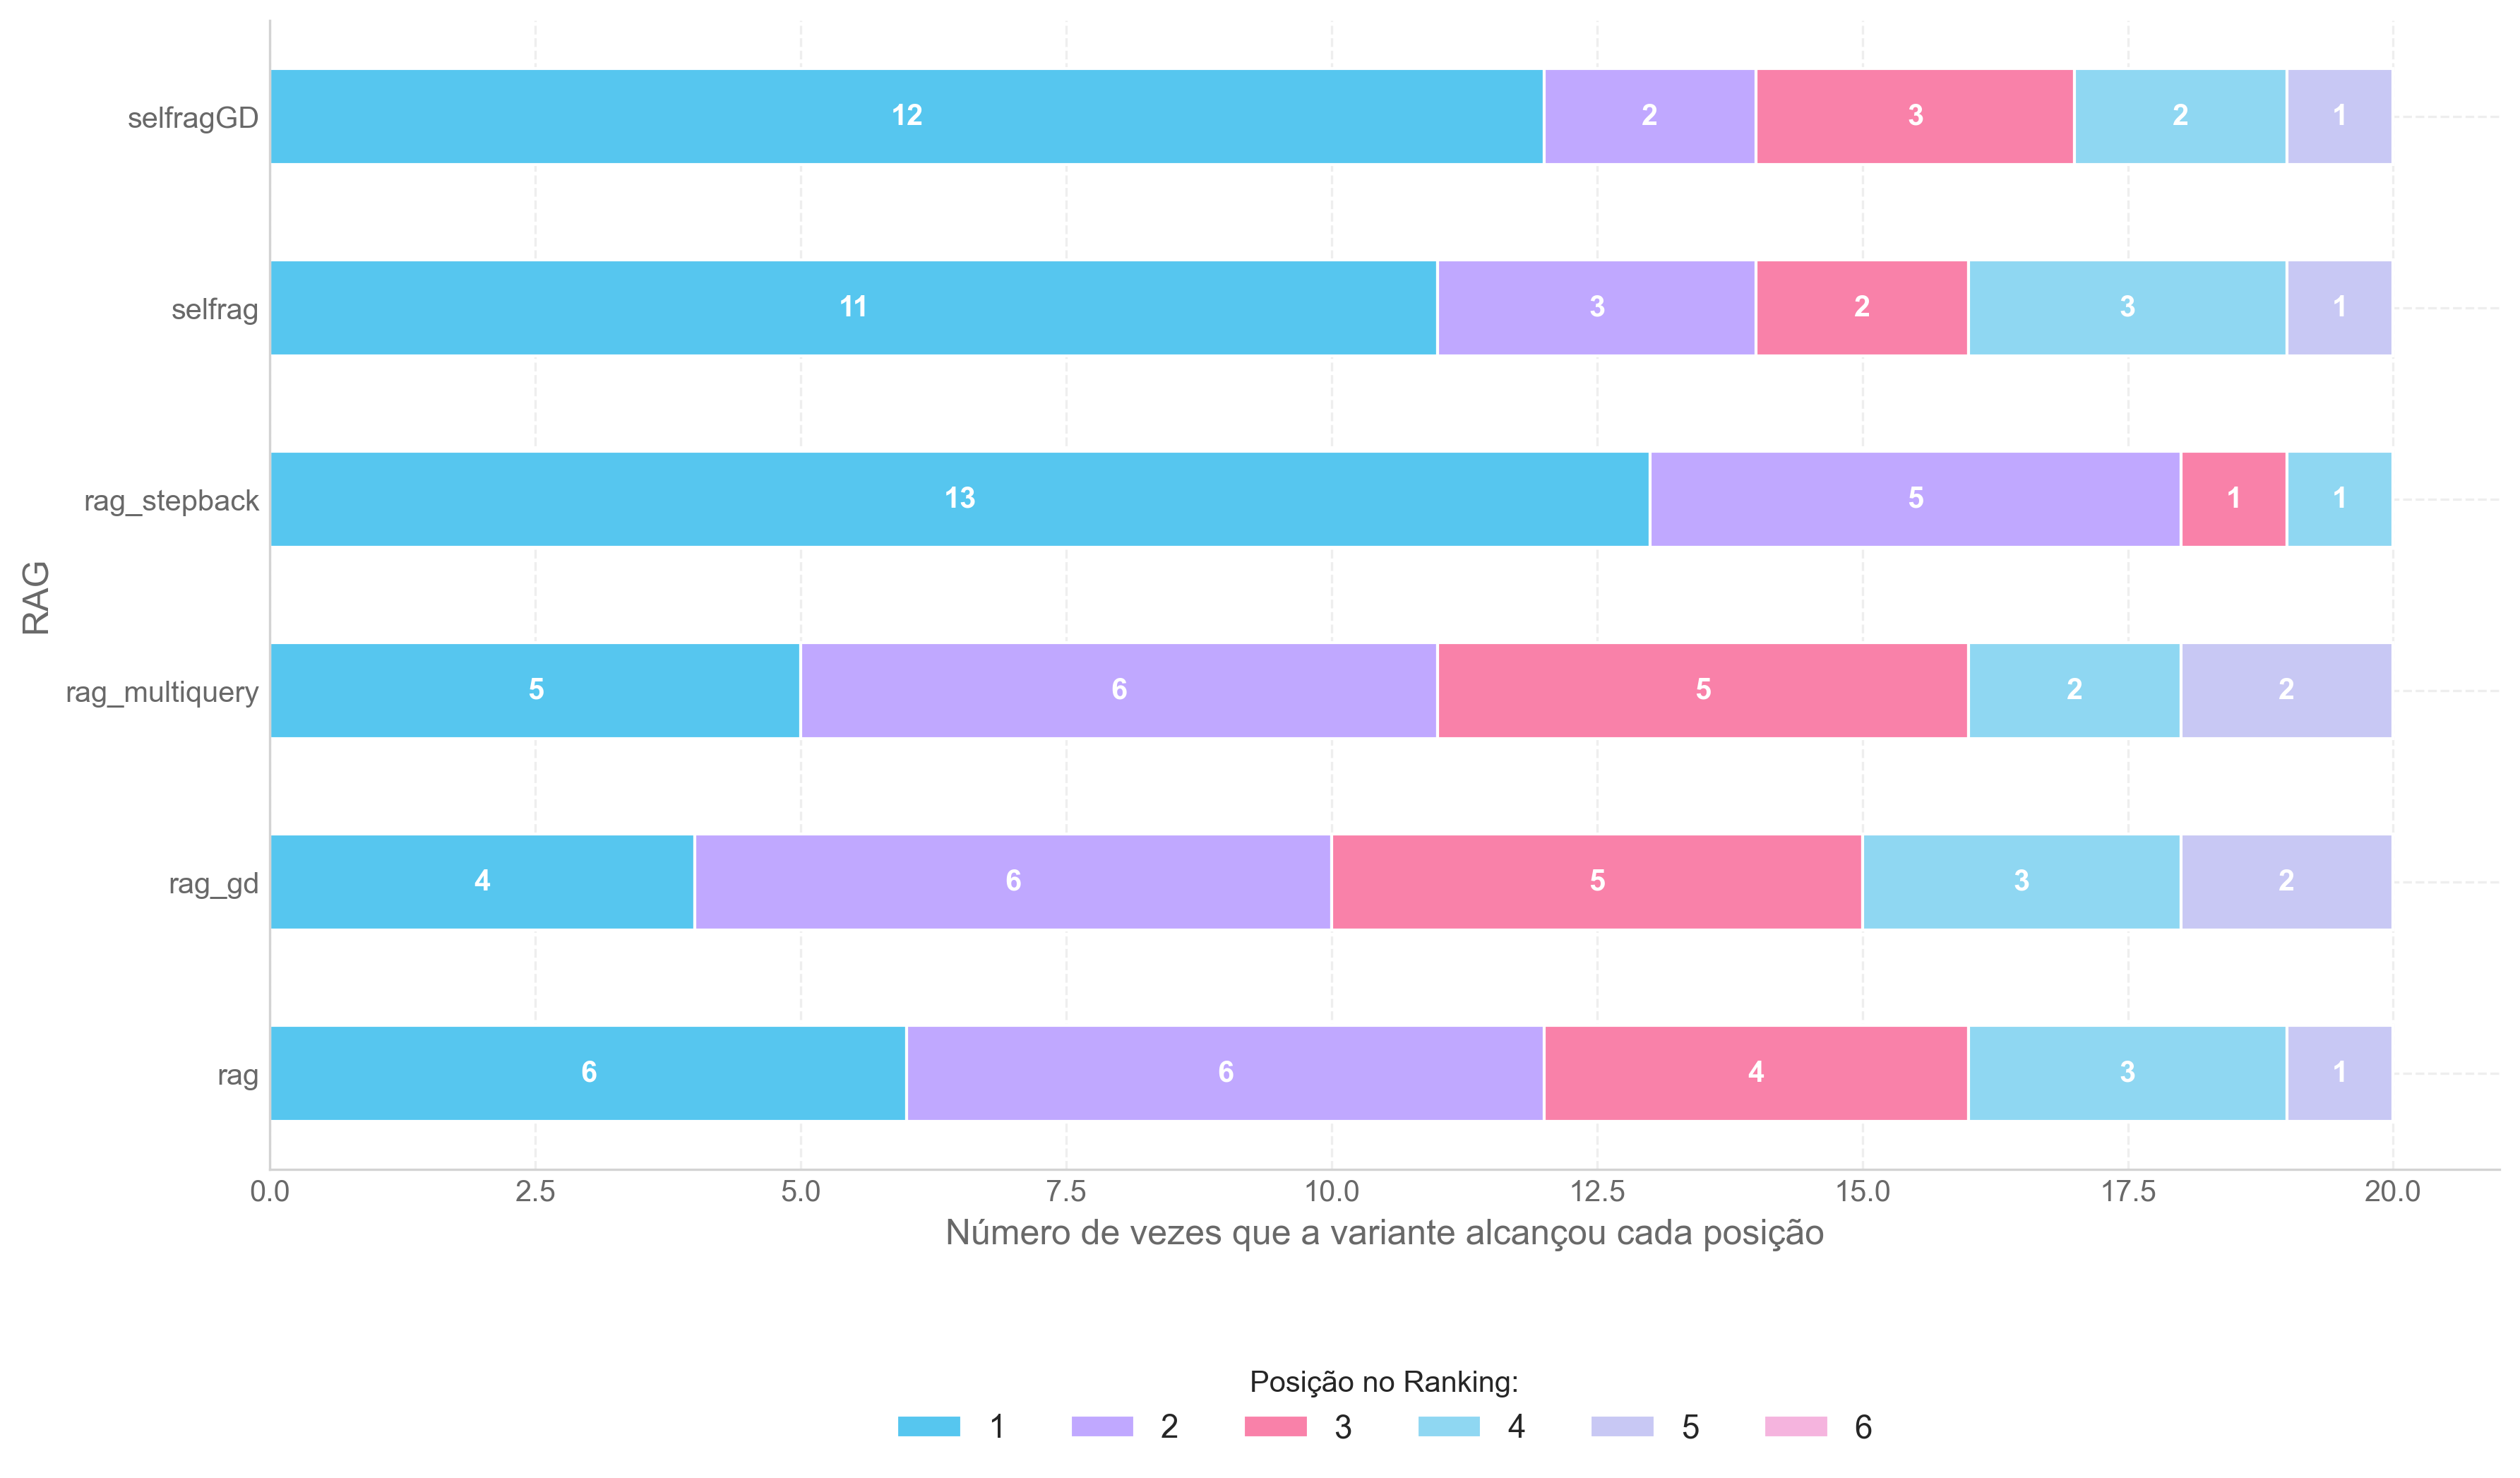 selfragGD 12 2 3 2 1
selfrag 11 3 2 3 1
rag_stepback 13 5 1 1
RAG
rag_multiquery 5 6 5 2 2
rag_gd 4 6 5 3 2
rag 6 6 4 3 1
0.0 2.5 5.0 7.5 10.0 12.5 15.0 17.5 20.0
Número de vezes que a variante alcançou cada posição
Posição no Ranking:
1 2 3 4 5 6